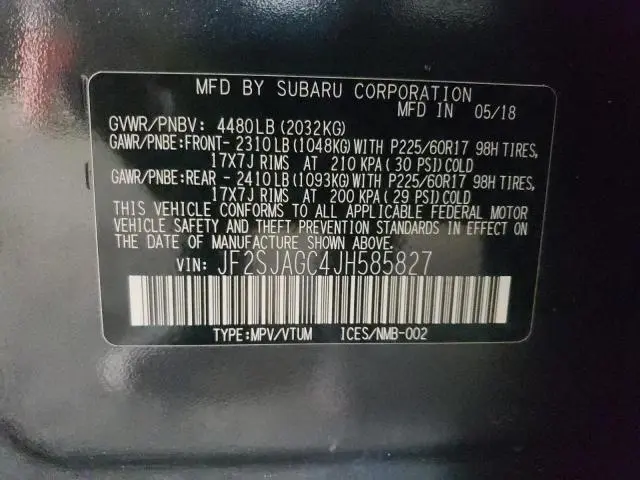 MFD BY SUBARU CORPORATION
MFD IN 05/18
GVWR/PNBV: 4480LB (2032KG)
GAWR/PNBE:FRONT- 2310LB (1048KG)WITH P225/60R17 98H TIRES,
17X7J RIMS AT 210 KPA ( 30 PSI)COLD
GAWR/PNBE:REAR - 2410LB (1093KG)WITH P225/60R17 98H TIRES,
17X7J RIMS AT 200 KPA ( 29 PSI)COLD
THIS VEHICLE CONFORMS TO ALL APPLICABLE FEDERAL MOTOR
VEHICLE SAFETY AND THEFT PREVENTION STANDARDS IN EFFECT
ON THE DATE OF MANUFACTURE SHOWN ABOVE.
VIN: JF2SJAGC4JH585827
TYPE:MPV/VTUM ICES/NMB-002